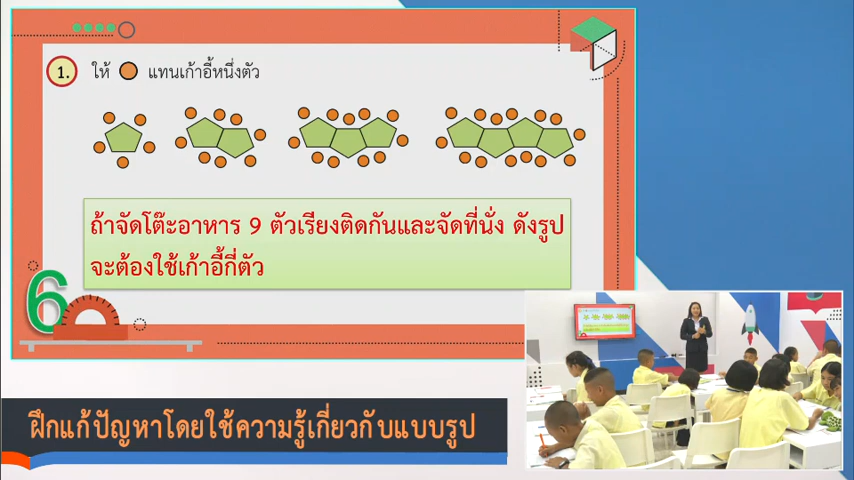 1. ให้ แทนเก้าอี้หนึ่งตัว
ถ้าจัดโต๊ะอาหาร 9 ตัวเรียงติดกันและจัดที่นั่ง ดังรูป
จะต้องใช้เก้าอี้กี่ตัว
6
ฝึกแก้ปัญหาโดยใช้ความรู้เกี่ยวกับแบบรูป